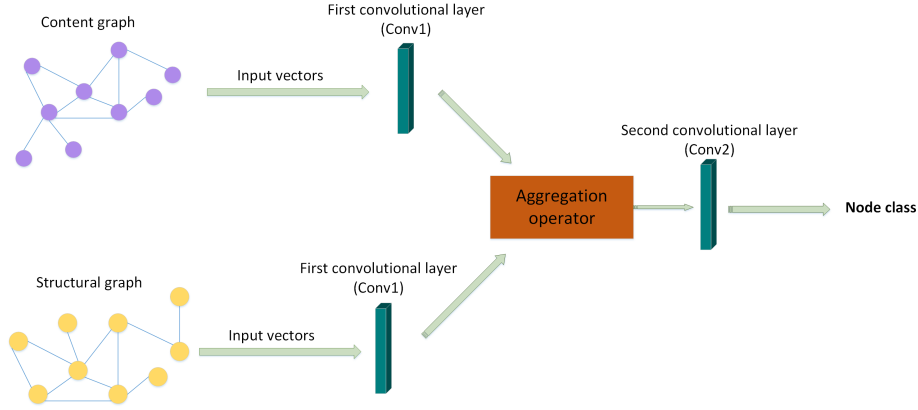 Content graph
First convolutional layer
(Conv1)
Input vectors
Second convolutional layer
(Conv2)
Aggregation
operator
Node class
Structural graph
First convolutional layer
(Conv1)
Input vectors